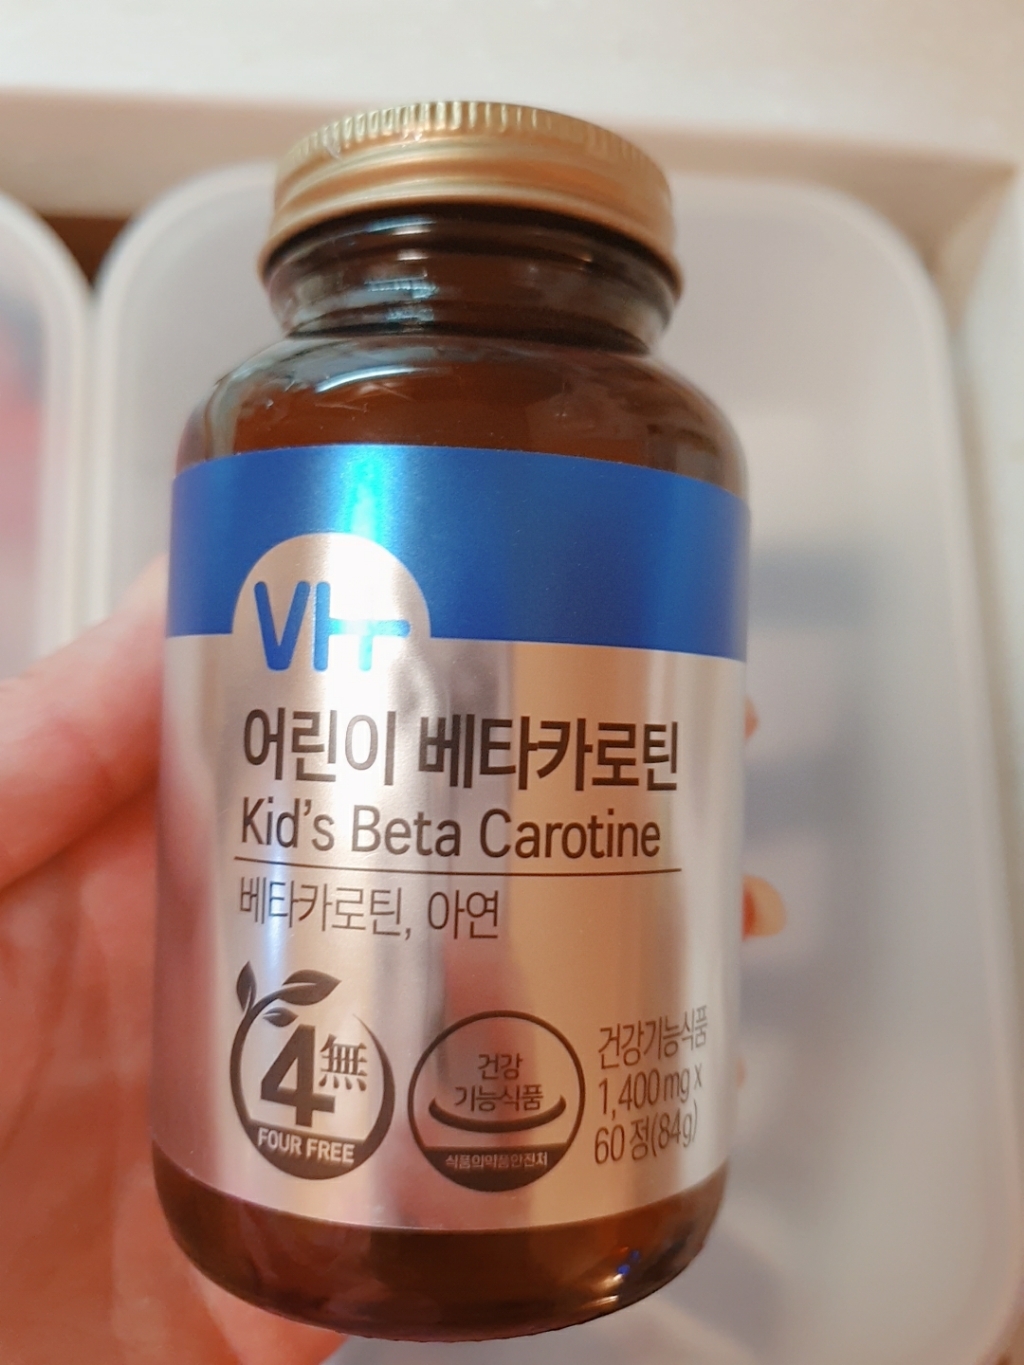 VH
어린이 베타카로틴
Kid's Beta Carotine
베타카로틴, 아연
4無
FOUR FREE
건강
기능식품
식품의약품안전처
건강기능식품
1,400 mg x
60 정(84g)